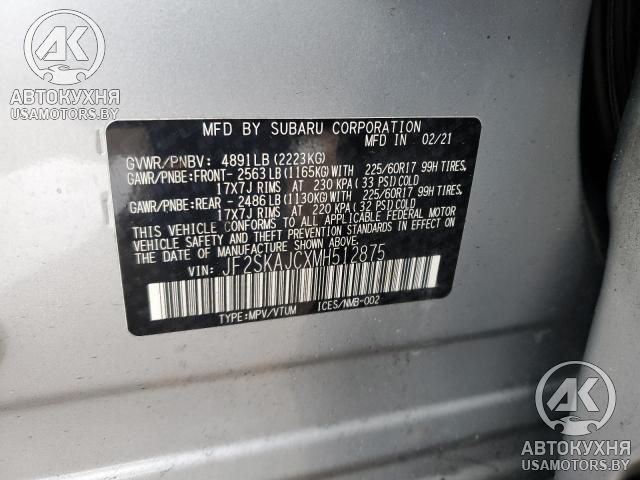 АК
АВТОКУХНЯ
USAMOTORS.BY
MFD BY SUBARU CORPORATION
MFD IN 02/21
GVWR/PNBV: 4891LB(2223KG)
GAWR/PNBE:FRONT- 2563LB(1165KG)WITH 225/60R17 99H TIRES,
17X7J RIMS AT 230 KPA(33 PSI)COLD
GAWR/PNBE:REAR -2486LB(1130KG)WITH 225/60R17 99H TIRES,
17X7J RIMS AT 220 KPA(32 PSI)COLD
THIS VEHICLE CONFORMS TO ALL APPLICABLE FEDERAL MOTOR
VEHICLE SAFETY, BUMPER, AND THEFT PREVENTION STANDARDS
IN EFFECT ON THE DATE OF MANUFACTURE SHOWN ABOVE.
VIN: JF2SKAJCXMH512875
TYPE:MPV/VTUM ICES/NMB-002
АК
АВТОКУХНЯ
USAMOTORS.BY